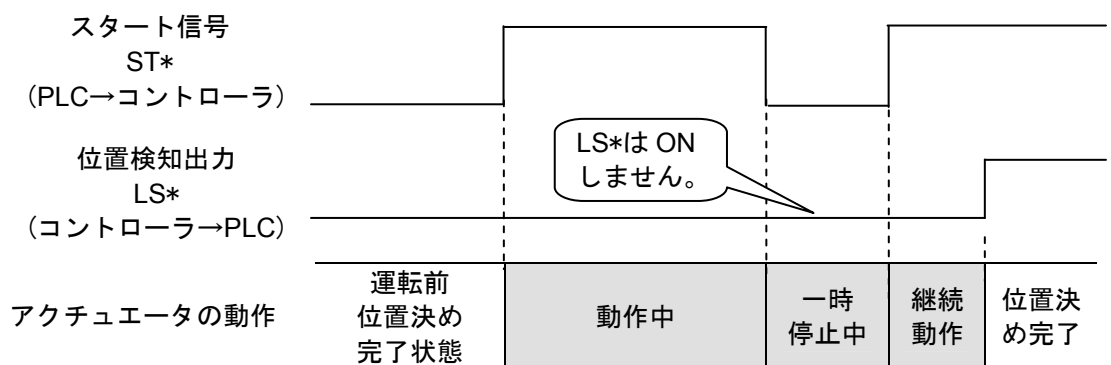 スタート信号
ST*
（PLC→コントローラ）
LS*は ON
しません。
位置検知出力
LS*
（コントローラ→PLC）
アクチュエータの動作
運転前
位置決め
完了状態
動作中
一時
停止中
継続
動作
位置決
め完了